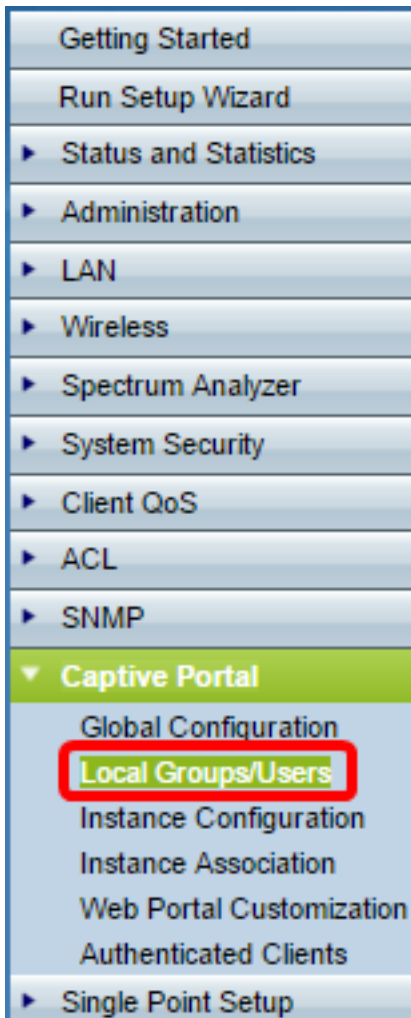 Getting Started
Run Setup Wizard
Status and Statistics
Administration
LAN
Wireless
Spectrum Analyzer
System Security
Client QoS
ACL
SNMP
Captive Portal
Global Configuration
Local Groups/Users
Instance Configuration
Instance Association
Web Portal Customization
Authenticated Clients
Single Point Setup